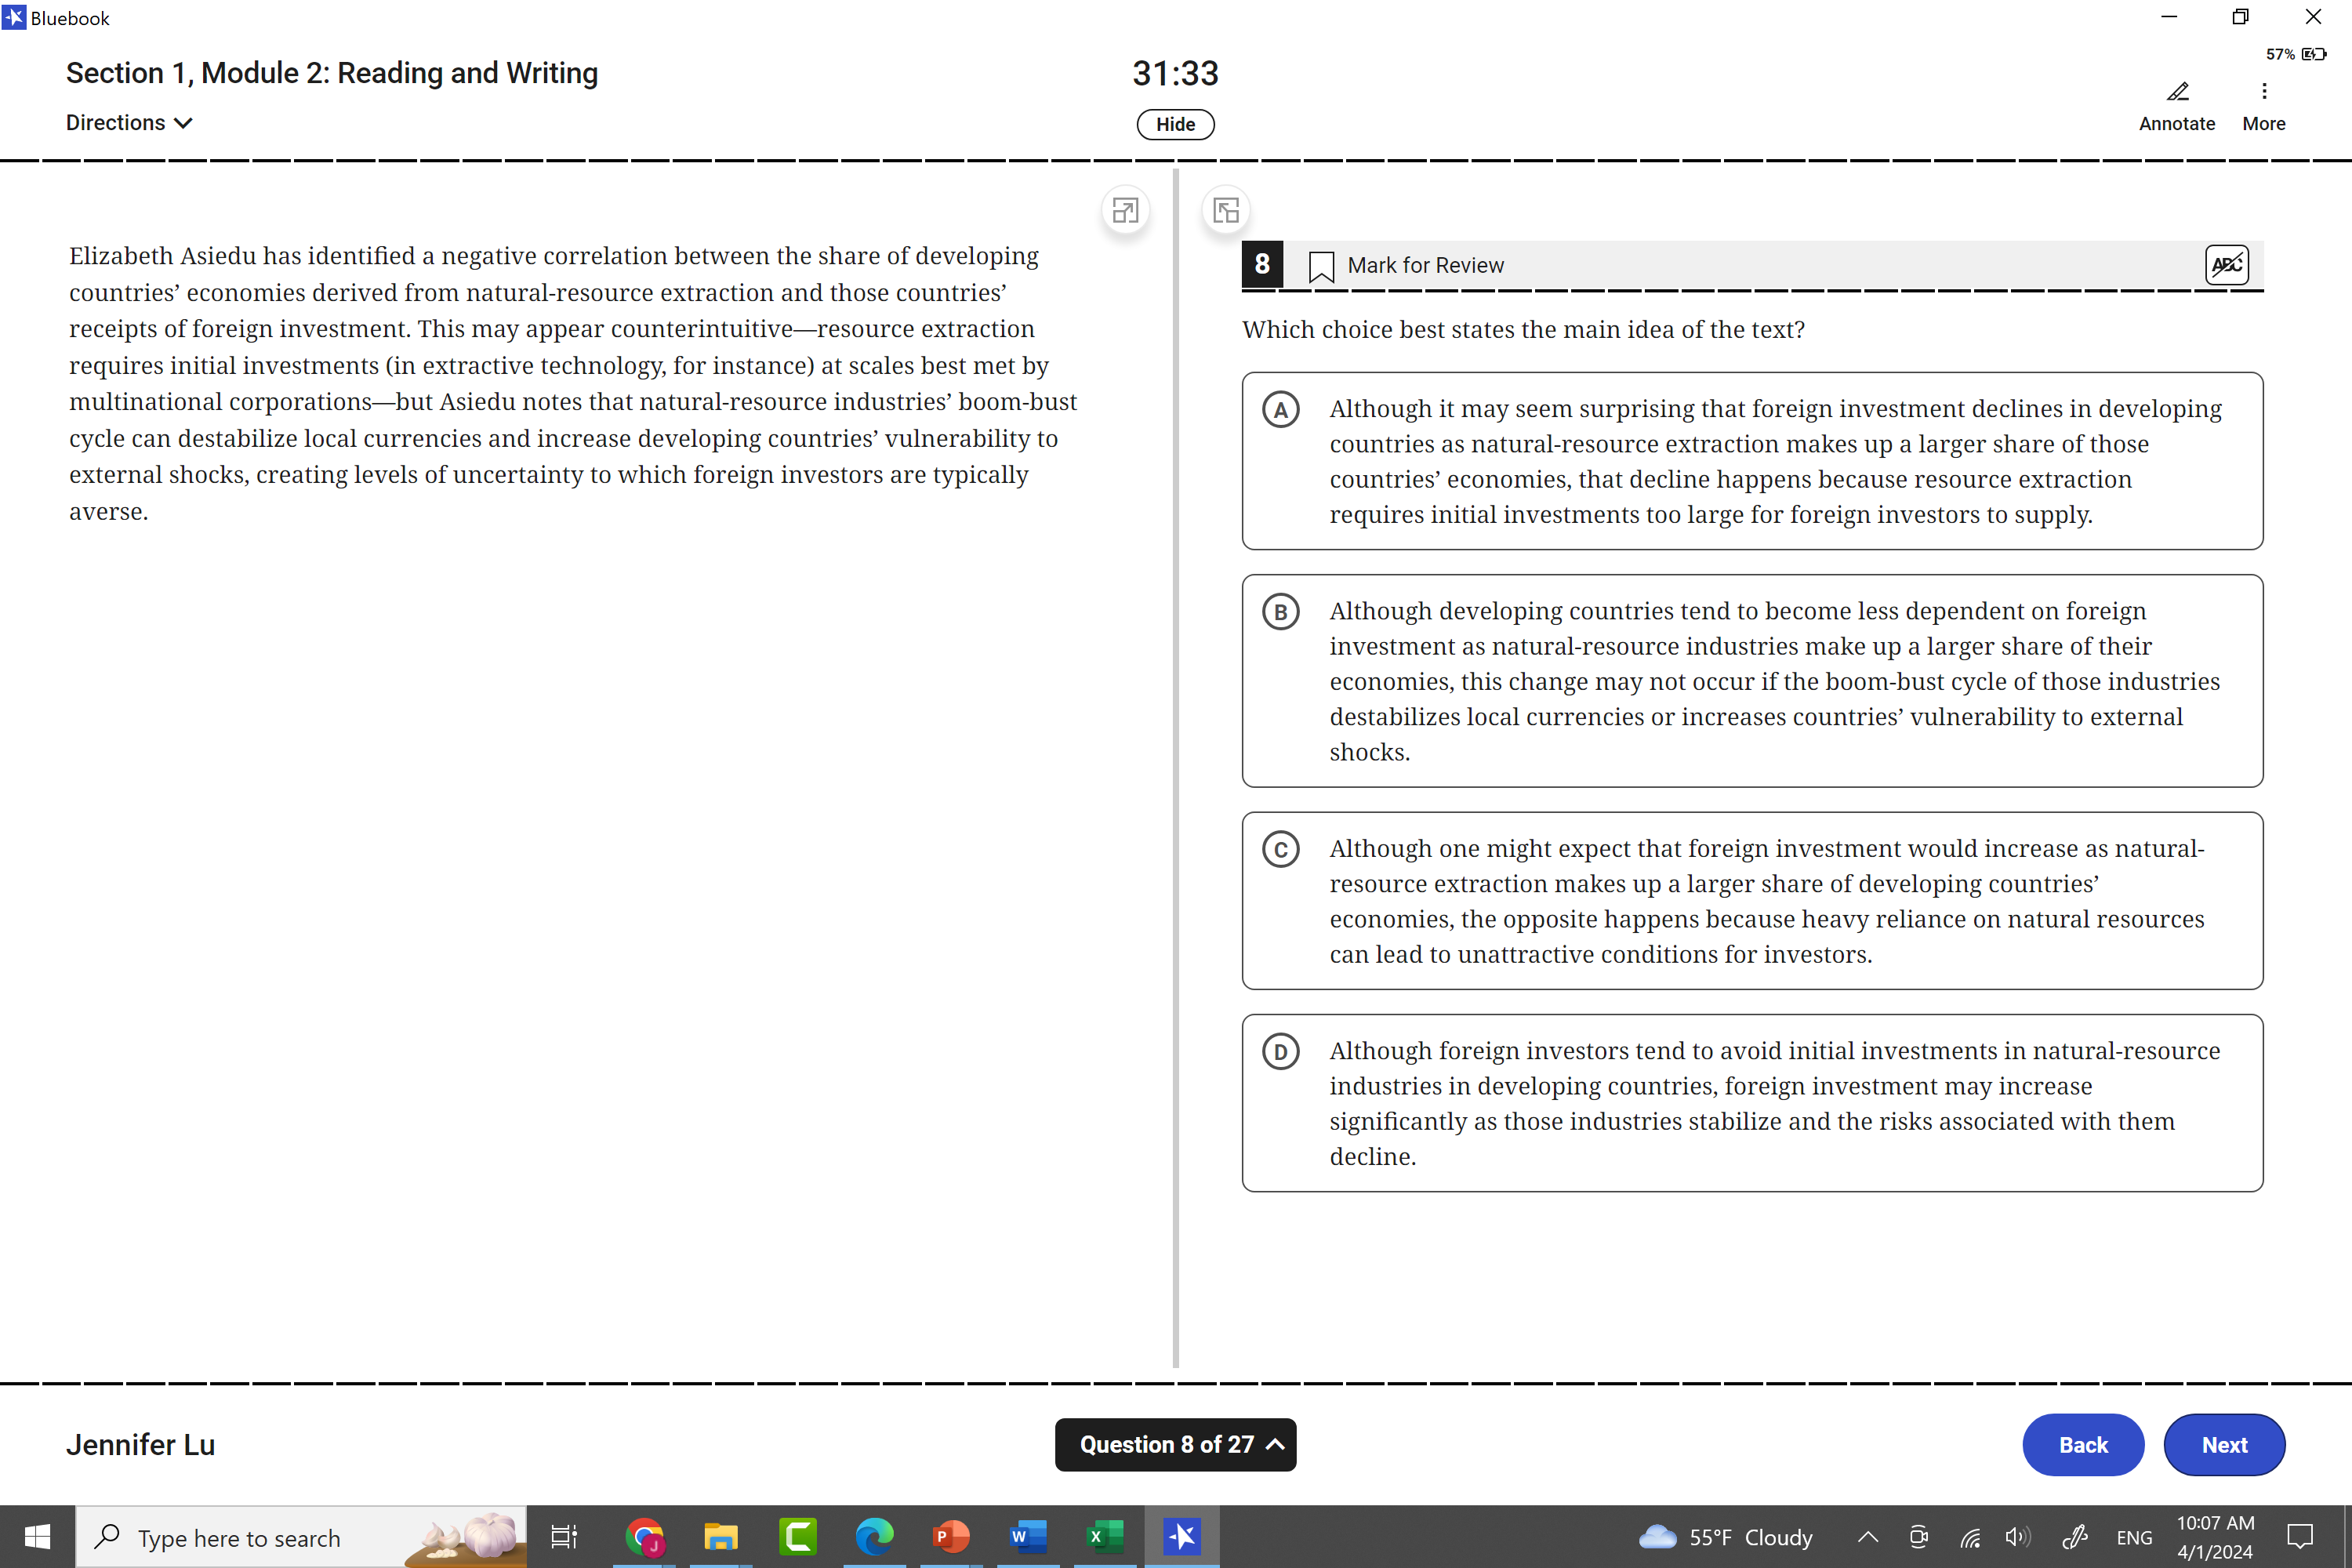 Bluebook
57%
Section 1, Module 2: Reading and Writing
31:33
Directions
Hide
Annotate
More
Elizabeth Asiedu has identified a negative correlation between the share of developing
countries’ economies derived from natural-resource extraction and those countries’
receipts of foreign investment. This may appear counterintuitive—resource extraction
requires initial investments (in extractive technology, for instance) at scales best met by
multinational corporations—but Asiedu notes that natural-resource industries’ boom-bust
cycle can destabilize local currencies and increase developing countries’ vulnerability to
external shocks, creating levels of uncertainty to which foreign investors are typically
averse.
8
Mark for Review
ABC
Which choice best states the main idea of the text?
A
Although it may seem surprising that foreign investment declines in developing
countries as natural-resource extraction makes up a larger share of those
countries’ economies, that decline happens because resource extraction
requires initial investments too large for foreign investors to supply.
B
Although developing countries tend to become less dependent on foreign
investment as natural-resource industries make up a larger share of their
economies, this change may not occur if the boom-bust cycle of those industries
destabilizes local currencies or increases countries’ vulnerability to external
shocks.
C
Although one might expect that foreign investment would increase as natural-
resource extraction makes up a larger share of developing countries’
economies, the opposite happens because heavy reliance on natural resources
can lead to unattractive conditions for investors.
D
Although foreign investors tend to avoid initial investments in natural-resource
industries in developing countries, foreign investment may increase
significantly as those industries stabilize and the risks associated with them
decline.
Jennifer Lu
Question 8 of 27
Back
Next
Type here to search
J
P
W
X
55°F Cloudy
ENG
10:07 AM
4/1/2024